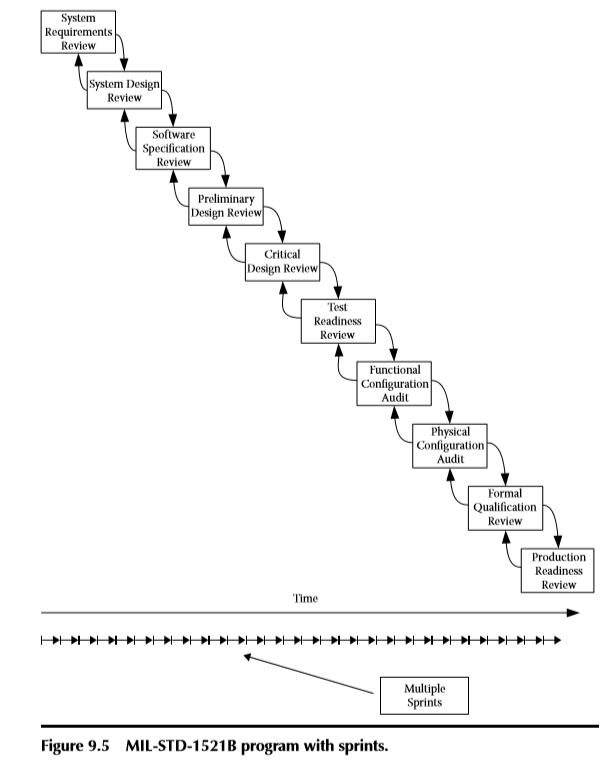 System
Requirements
Review
System Design
Review
Software
Specification
Review
Preliminary
Design Review
Critical
Design Review
Test
Readiness
Review
Functional
Configuration
Audit
Physical
Configuration
Audit
Formal
Qualification
Review
Production
Readiness
Review
Time
Multiple
Sprints
Figure 9.5 MIL-STD-1521B program with sprints.